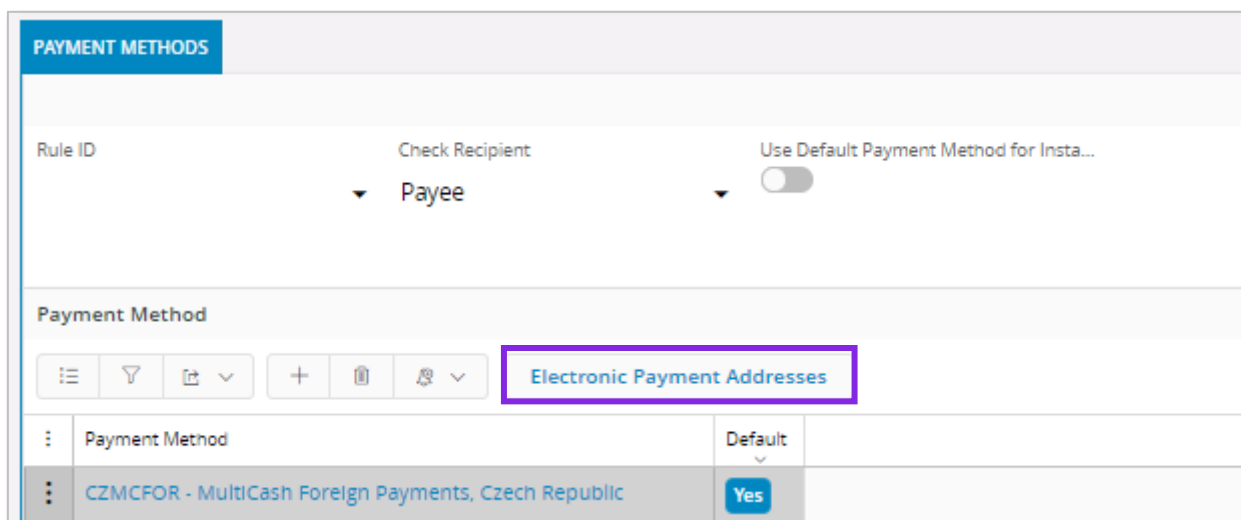 PAYMENT METHODS
Rule ID
Check Recipient
Use Default Payment Method for Insta...
Payee
Payment Method
Electronic Payment Addresses
Payment Method
Default
CZMCFOR - MultiCash Foreign Payments, Czech Republic
Yes